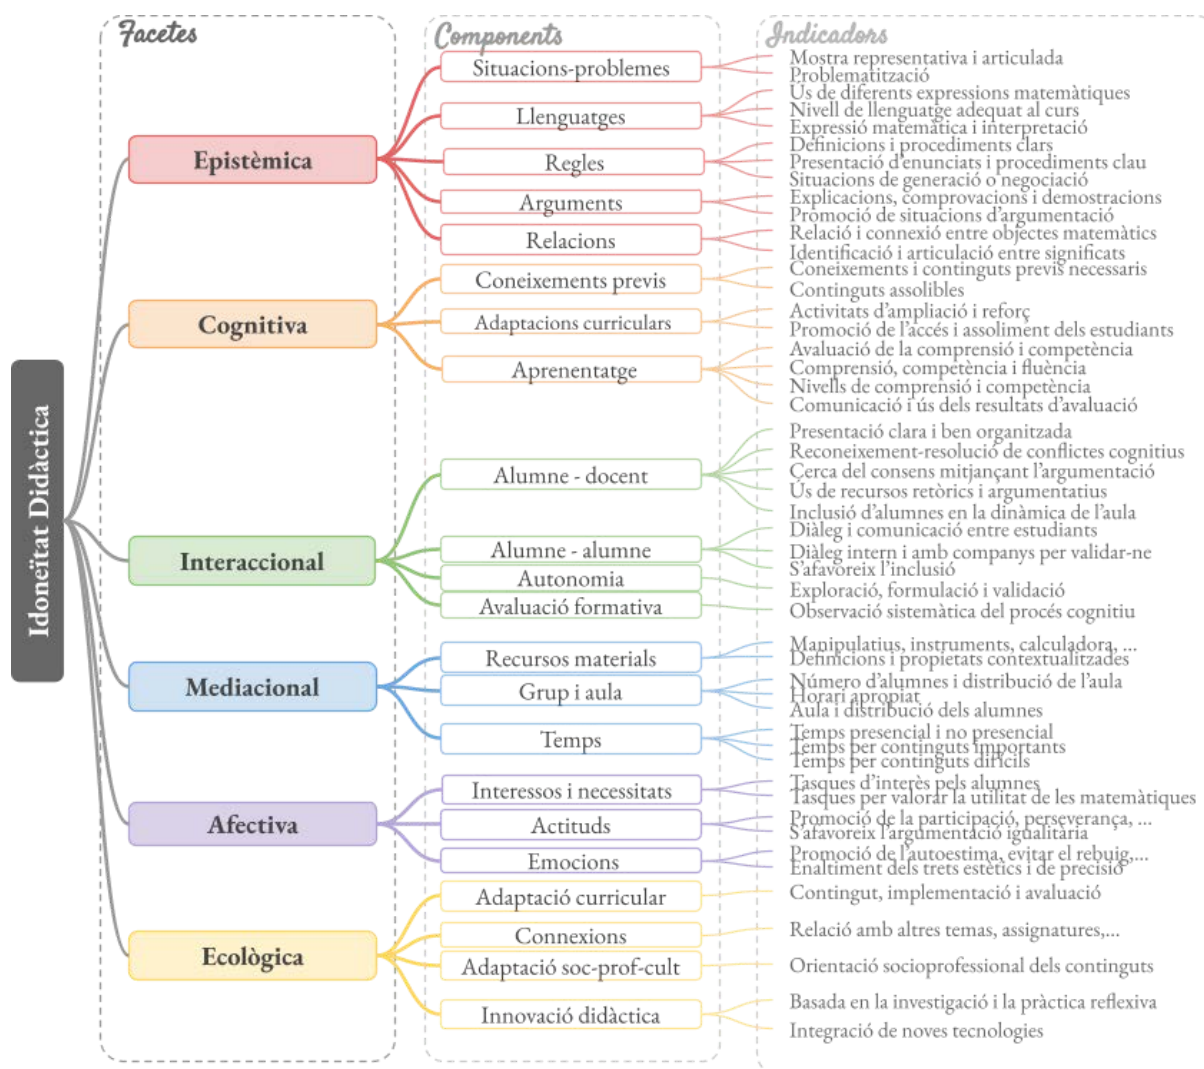 Facetes
Components
Indicadors
Idoneïtat Didàctica
Epistèmica
Situacions-problemes
Mostra representativa i articulada
Problematització
Llenguatges
Ús de diferents expressions matemàtiques
Nivell de llenguatge adequat al curs
Expressió matemàtica i interpretació
Regles
Definicions i procediments clars
Presentació d'enunciats i procediments clau
Situacions de generació o negociació
Arguments
Explicacions, comprovacions i demostracions
Promoció de situacions d'argumentació
Relacions
Relació i connexió entre objectes matemàtics
Identificació i articulació entre significats
Cognitiva
Coneixements previs
Coneixements i continguts previs necessaris
Continguts assolibles
Adaptacions curriculars
Activitats d'ampliació i reforç
Promoció de l'accés i assoliment dels estudiants
Aprenentatge
Avaluació de la comprensió i competència
Comprensió, competència i fluència
Nivells de comprensió i competència
Comunicació i ús dels resultats d'avaluació
Interaccional
Alumne - docent
Presentació clara i ben organitzada
Reconeixement-resolució de conflictes cognitius
Cerca del consens mitjançant l'argumentació
Ús de recursos retòrics i argumentatius
Inclusió d'alumnes en la dinàmica de l'aula
Alumne - alumne
Diàleg i comunicació entre estudiants
Diàleg intern i amb companys per validar-ne
S'afavoreix l'inclusió
Autonomia
Exploració, formulació i validació
Avaluació formativa
Observació sistemàtica del procés cognitiu
Mediacional
Recursos materials
Manipulatius, instruments, calculadora, ...
Definicions i propietats contextualitzades
Grup i aula
Número d'alumnes i distribució de l'aula
Horari apropiat
Aula i distribució dels alumnes
Temps
Temps presencial i no presencial
Temps per continguts importants
Temps per continguts difícils
Afectiva
Interessos i necessitats
Tasques d'interès pels alumnes
Tasques per valorar la utilitat de les matemàtiques
Actituds
Promoció de la participació, perseverança, ...
S'afavoreix l'argumentació igualitària
Emocions
Promoció de l'autoestima, evitar el rebuig,...
Enaltiment dels trets estètics i de precisió
Ecològica
Adaptació curricular
Contingut, implementació i avaluació
Connexions
Relació amb altres temas, assignatures,...
Adaptació soc-prof-cult
Orientació socioprofessional dels continguts
Innovació didàctica
Basada en la investigació i la pràctica reflexiva
Integració de noves tecnologies